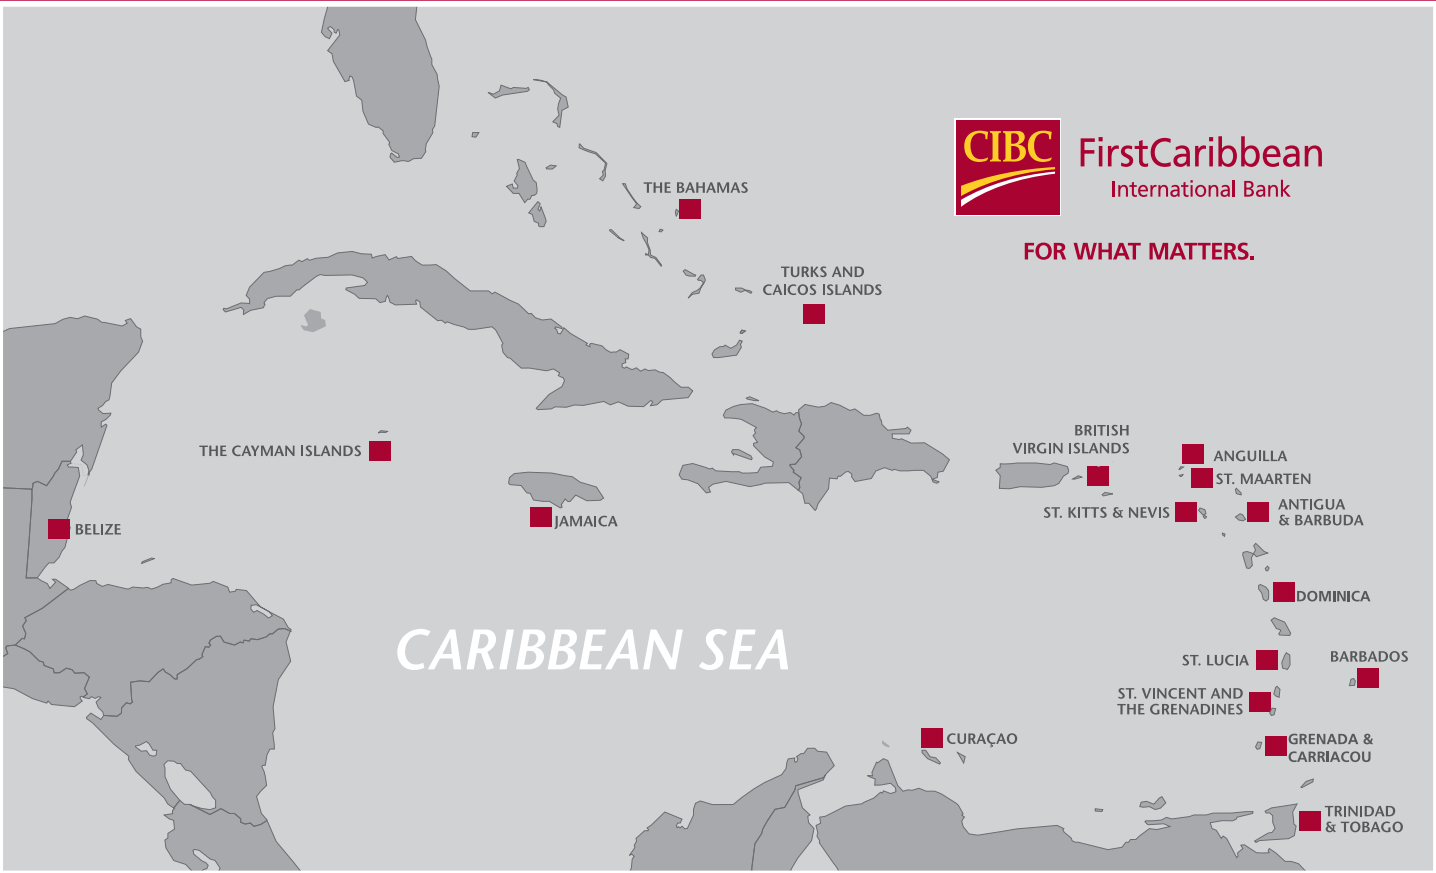 CIBC
FirstCaribbean
International Bank
FOR WHAT MATTERS.
THE BAHAMAS
TURKS AND
CAICOS ISLANDS
THE CAYMAN ISLANDS
BRITISH
VIRGIN ISLANDS
ANGUILLA
ST. MAARTEN
ST. KITTS & NEVIS
ANTIGUA
& BARBUDA
BELIZE
JAMAICA
DOMINICA
CARIBBEAN SEA
ST. LUCIA
BARBADOS
ST. VINCENT AND
THE GRENADINES
CURAÇAO
GRENADA &
CARRIACOU
TRINIDAD
& TOBAGO